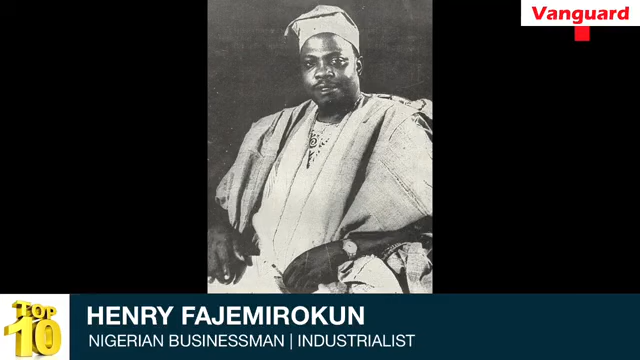 Vanguard
TOP
10
HENRY FAJEMIROKUN
NIGERIAN BUSINESSMAN | INDUSTRIALIST